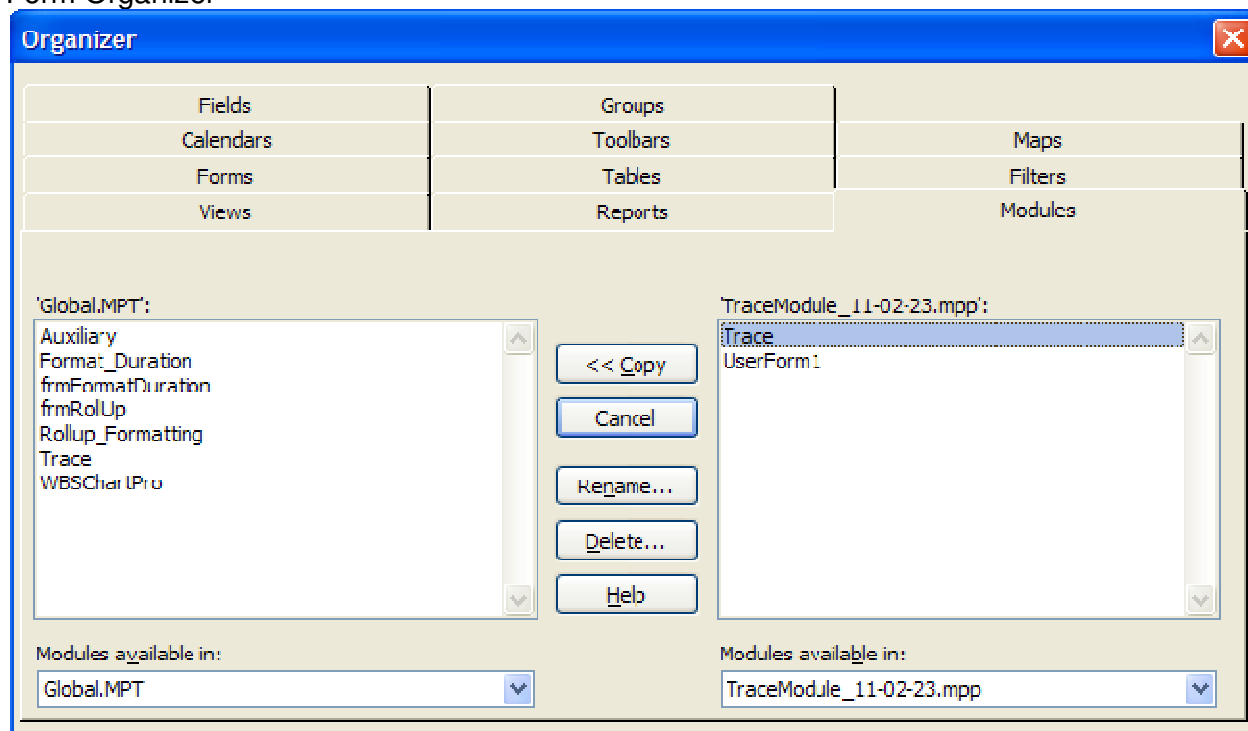 Form Organizer
Organizer
Fields
Groups
Calendars
Toolbars
Maps
Forms
Tables
Filters
Views
Reports
Modules
'Global.MPT':
Auxiliary
Format_Duration
frmFormatDuration
frmRollUp
Rollup_Formatting
Trace
WBSChartPro
<< Copy
Cancel
Rename...
Delete...
Help
'TraceModule_11-02-23.mpp':
Trace
UserForm1
Modules available in:
Global.MPT
Modules available in:
TraceModule_11-02-23.mpp